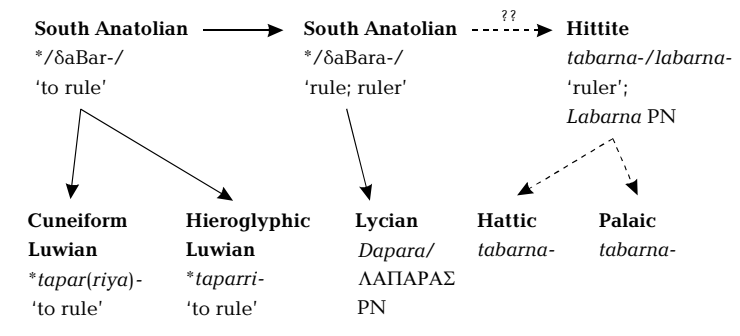 South Anatolian
*/δaBar-/
'to rule'
South Anatolian
*/δaBara-/
'rule; ruler'
??
Hittite
tabarna-/labarna-
'ruler';
Labarna PN
Cuneiform
Luwian
*tapar(riya)-
'to rule'
Hieroglyphic
Luwian
*taparri-
'to rule'
Lycian
Dapara/
ΛΑΠΑΡΑΣ
PN
Hattic
tabarna-
Palaic
tabarna-